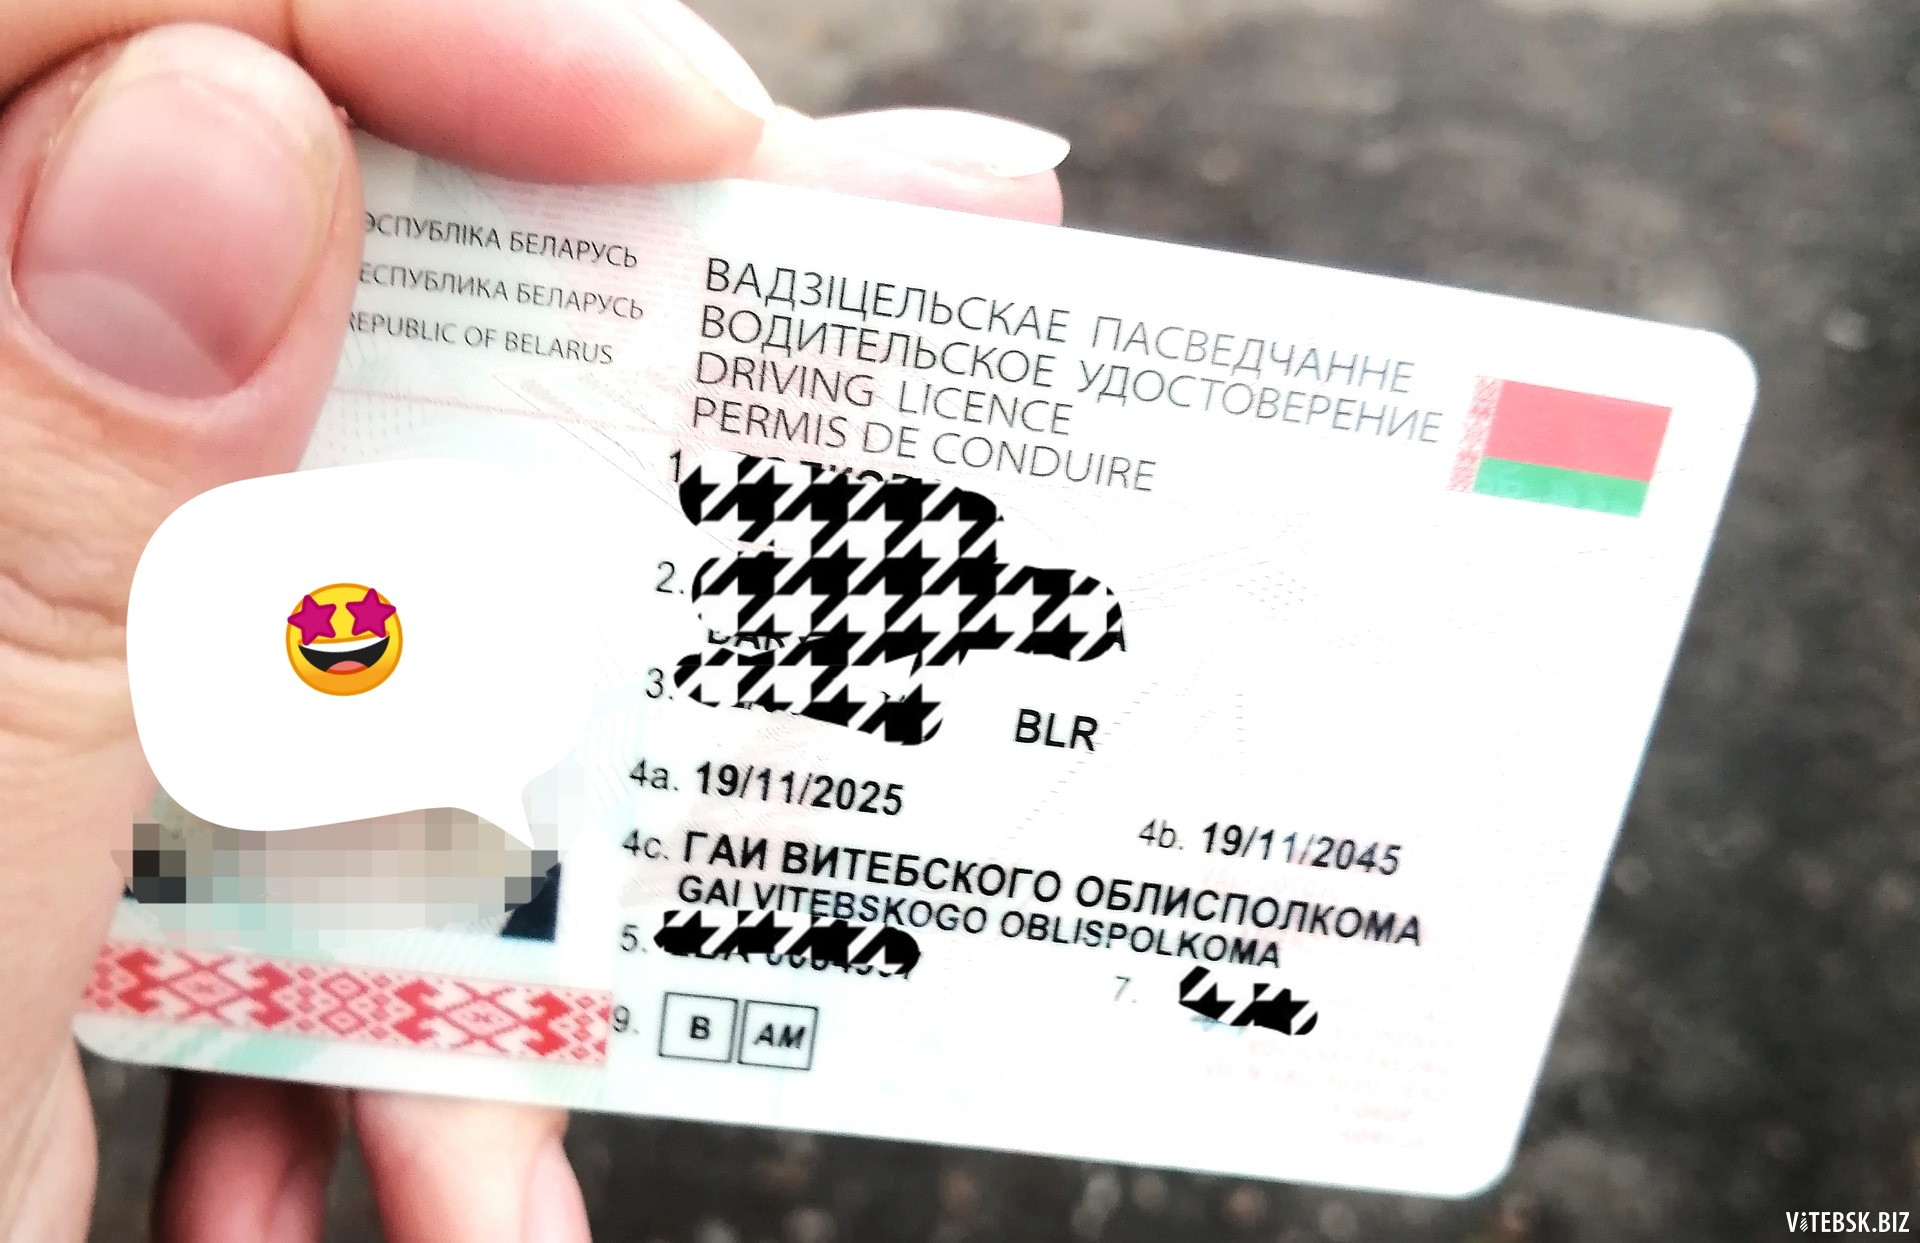 ЭСПУБЛІКА БЕЛАРУСЬ
ЕСПУБЛИКА БЕЛАРУСЬ
REPUBLIC OF BELARUS
ВАДЗІЦЕЛЬСКАЕ ПАСВЕДЧАННЕ
ВОДИТЕЛЬСКОЕ УДОСТОВЕРЕНИЕ
DRIVING LICENCE
PERMIS DE CONDUIRE
1
2.
3.
BLR
4a. 19/11/2025
4b. 19/11/2045
4c. ГАИ ВИТЕБСКОГО ОБЛИСПОЛКОМА
GAI VITEBSKOGO OBLISPOLKOMA
5.
7.
9. B AM
VITEBSK.BIZ